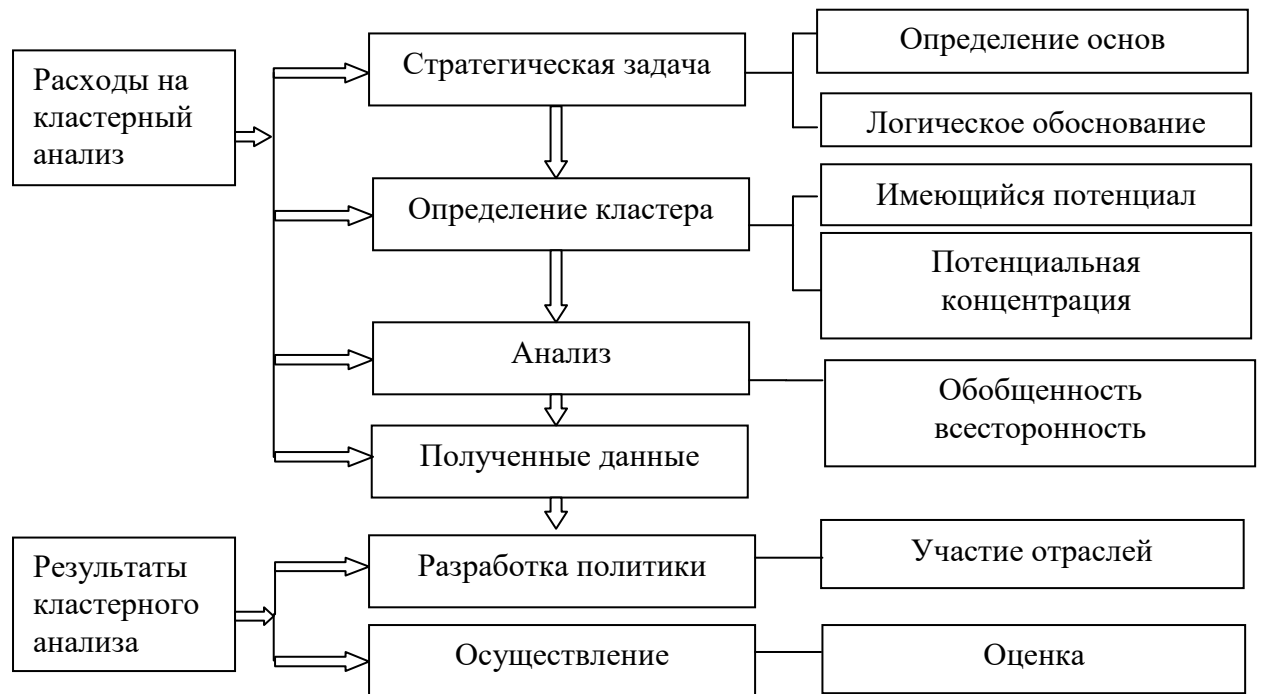 Расходы на
кластерный
анализ
Стратегическая задача
Определение основ
Логическое обоснование
Определение кластера
Имеющийся потенциал
Потенциальная
концентрация
Анализ
Обобщенность
всесторонность
Полученные данные
Результаты
кластерного
анализа
Разработка политики
Участие отраслей
Осуществление
Оценка